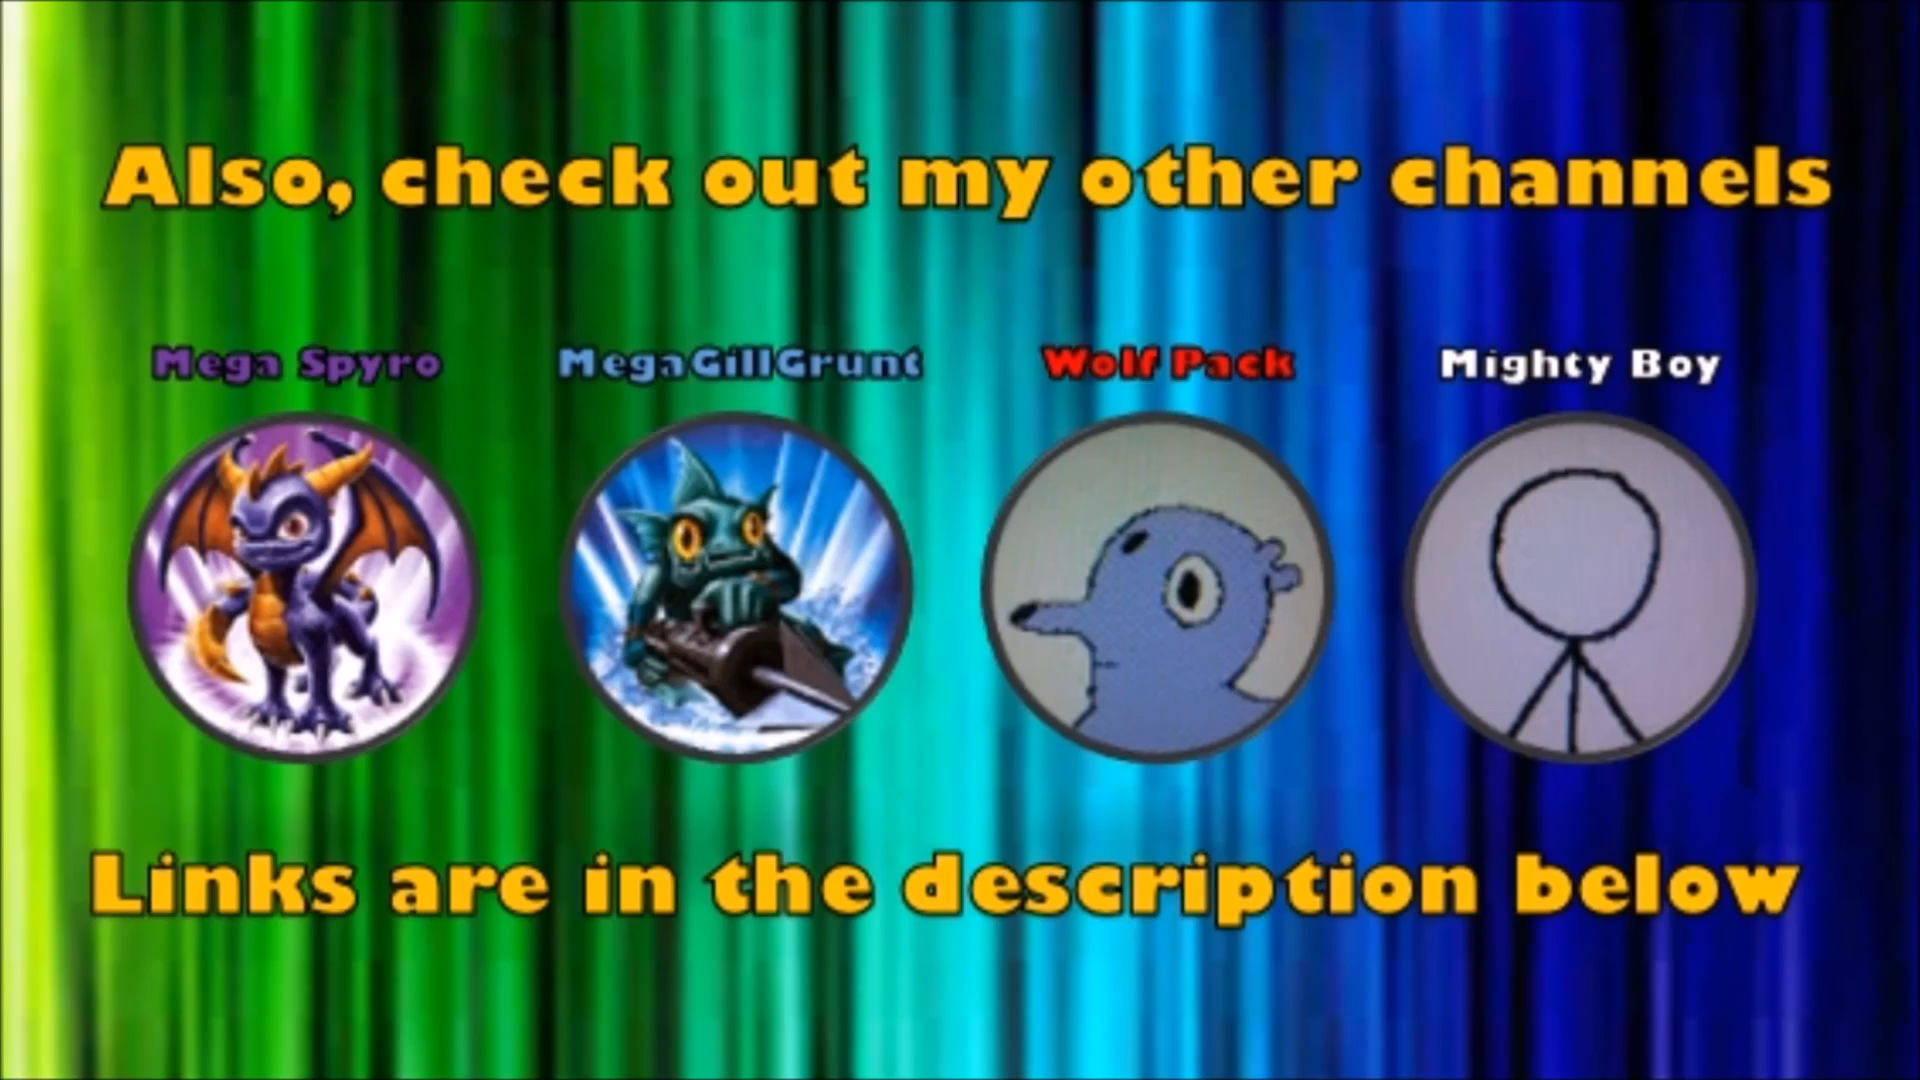 Also, check out my other channels
Mega Spyro MegaGillGrunt Wolf Pack Mighty Boy
Links are in the description below